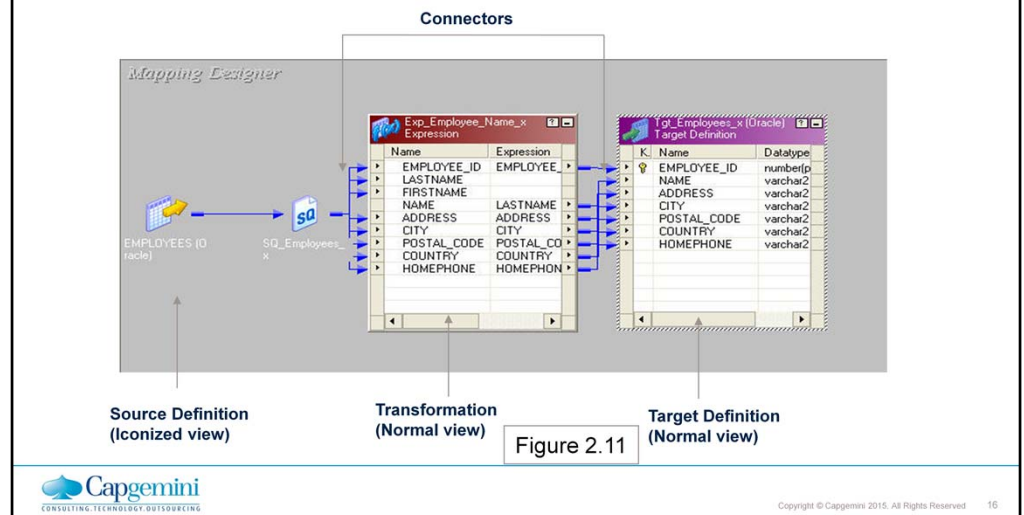 Connectors
Mapping Designer
Exp_Employee_Name_x
Expression
Name Expression
EMPLOYEE_ID EMPLOYEE_
LASTNAME
FIRSTNAME
NAME LASTNAME
ADDRESS ADDRESS
CITY CITY
POSTAL_CODE POSTAL_CO
COUNTRY COUNTRY
HOMEPHONE HOMEPHON
Tgt_Employees_x (Oracle)
Target Definition
K. Name Datatype
EMPLOYEE_ID number(p
NAME varchar2
ADDRESS varchar2
CITY varchar2
POSTAL_CODE varchar2
COUNTRY varchar2
HOMEPHONE varchar2
SQ
EMPLOYEES (O
racle)
SQ_Employees_
x
Source Definition
(Iconized view)
Transformation
(Normal view)
Target Definition
(Normal view)
Figure 2.11
Capgemini
CONSULTING.TECHNOLOGY.OUTSOURCING
Copyright © Capgemini 2015. All Rights Reserved 16